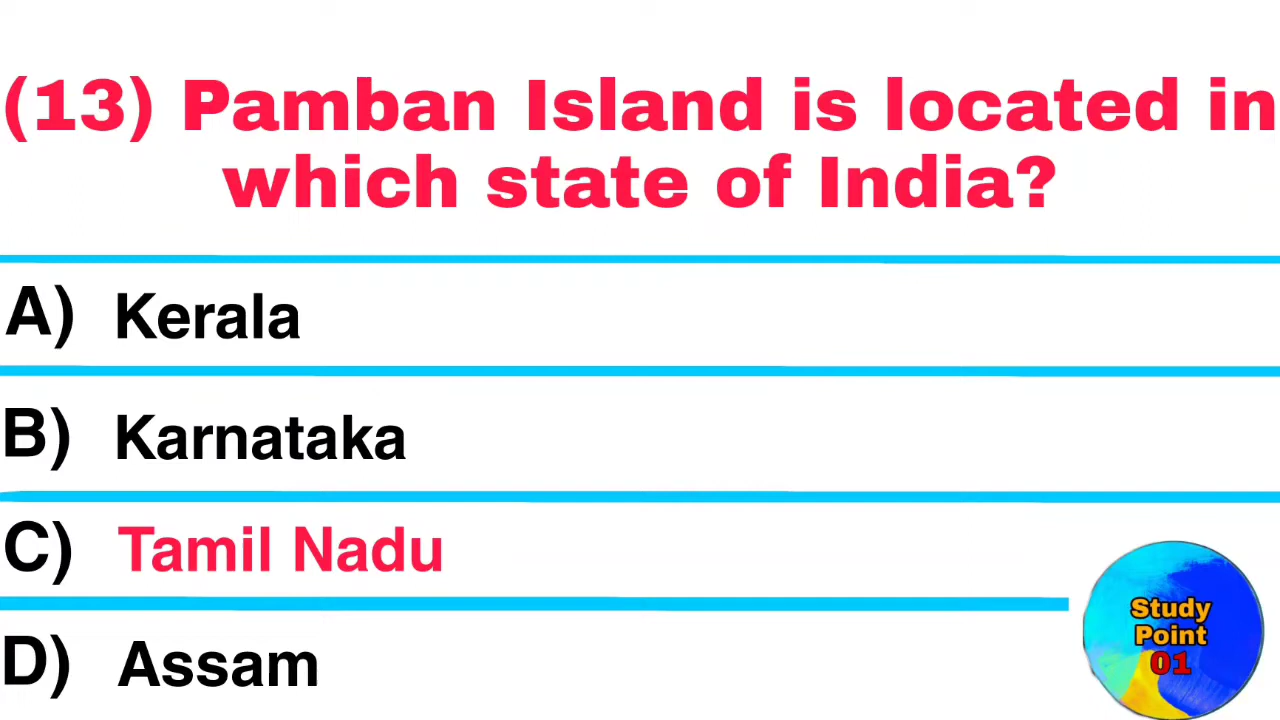 (13) Pamban Island is located in
which state of India?
A) Kerala
B) Karnataka
C) Tamil Nadu
D) Assam
Study
Point
01